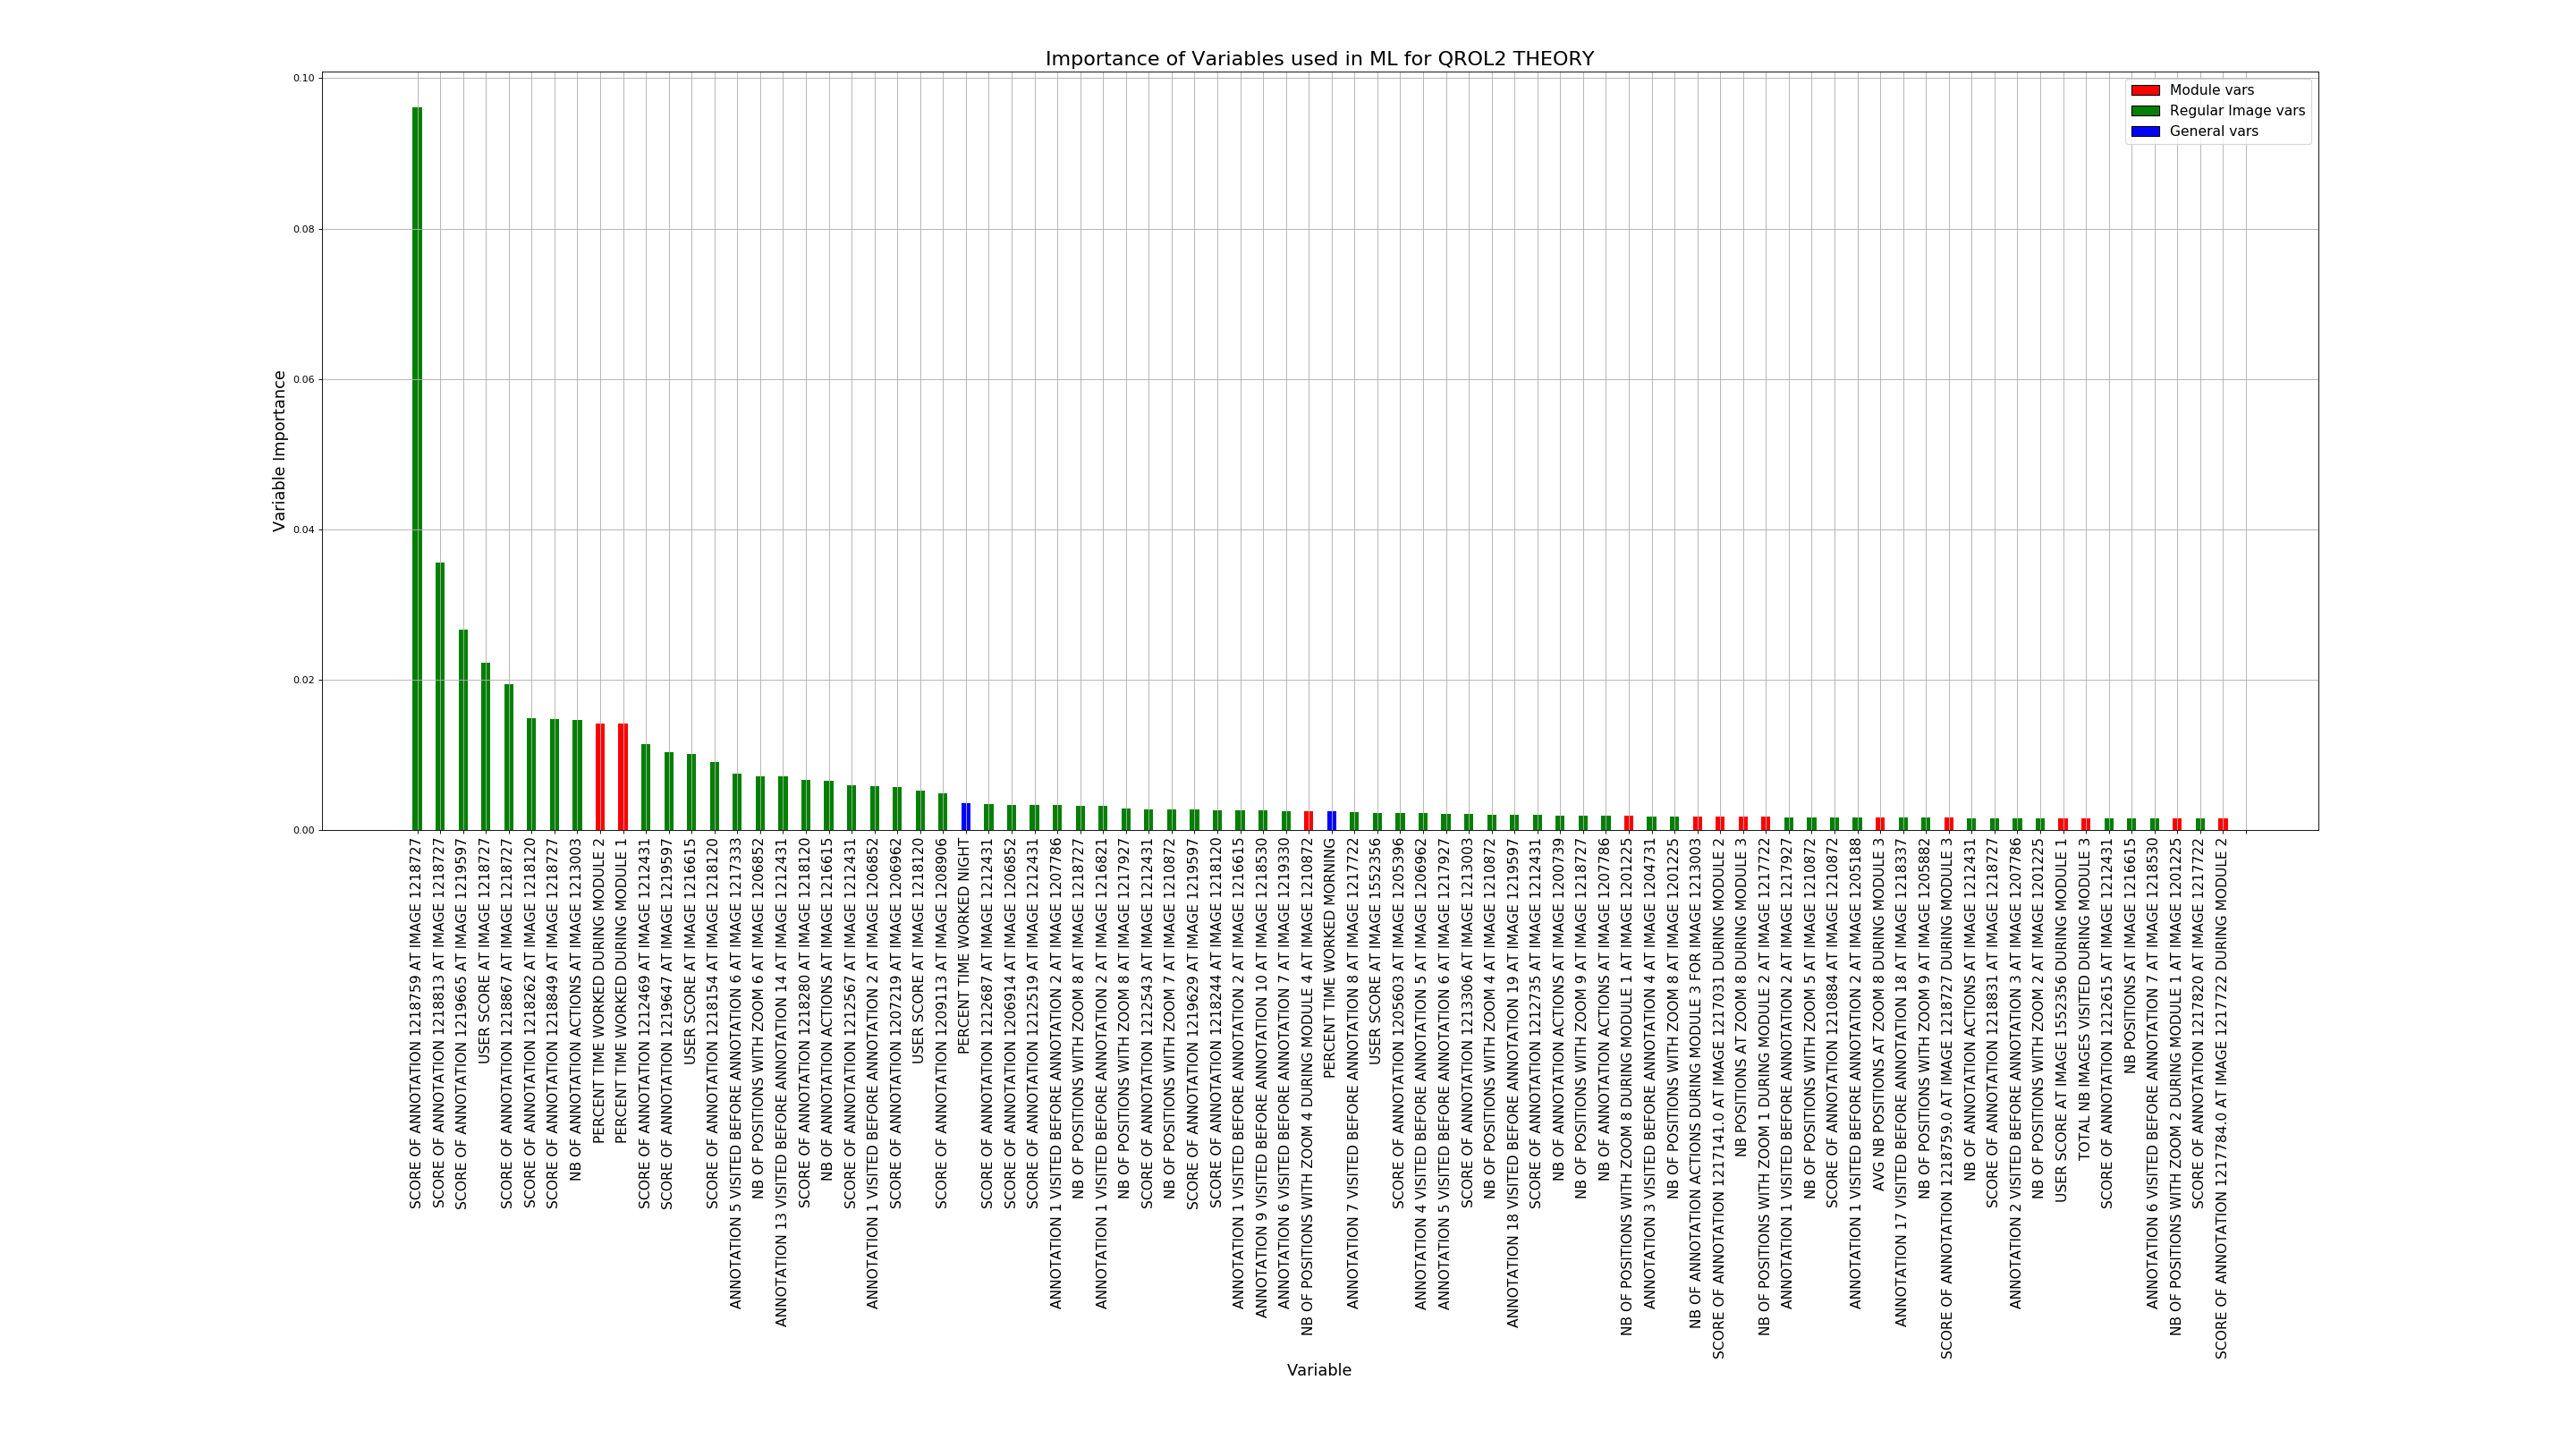 Importance of Variables used in ML for QROL2 THEORY
Module vars
Regular Image vars
General vars
Variable Importance
0.10
0.08
0.06
0.04
0.02
0.00
SCORE OF ANNOTATION 1218759 AT IMAGE 1218727
SCORE OF ANNOTATION 1218813 AT IMAGE 1218727
SCORE OF ANNOTATION 1219665 AT IMAGE 1219597
USER SCORE AT IMAGE 1218727
SCORE OF ANNOTATION 1218867 AT IMAGE 1218727
SCORE OF ANNOTATION 1218262 AT IMAGE 1218120
SCORE OF ANNOTATION 1218849 AT IMAGE 1218727
NB OF ANNOTATION ACTIONS AT IMAGE 1213003
PERCENT TIME WORKED DURING MODULE 2
PERCENT TIME WORKED DURING MODULE 1
SCORE OF ANNOTATION 1212469 AT IMAGE 1212431
SCORE OF ANNOTATION 1219647 AT IMAGE 1219597
USER SCORE AT IMAGE 1216615
SCORE OF ANNOTATION 1218154 AT IMAGE 1218120
ANNOTATION 5 VISITED BEFORE ANNOTATION 6 AT IMAGE 1217333
NB OF POSITIONS WITH ZOOM 6 AT IMAGE 1206852
ANNOTATION 13 VISITED BEFORE ANNOTATION 14 AT IMAGE 1212431
SCORE OF ANNOTATION 1218280 AT IMAGE 1218120
NB OF ANNOTATION ACTIONS AT IMAGE 1216615
SCORE OF ANNOTATION 1212567 AT IMAGE 1212431
ANNOTATION 1 VISITED BEFORE ANNOTATION 2 AT IMAGE 1206852
SCORE OF ANNOTATION 1207219 AT IMAGE 1206962
USER SCORE AT IMAGE 1218120
SCORE OF ANNOTATION 1209113 AT IMAGE 1208906
PERCENT TIME WORKED NIGHT
SCORE OF ANNOTATION 1212687 AT IMAGE 1212431
SCORE OF ANNOTATION 1206914 AT IMAGE 1206852
SCORE OF ANNOTATION 1212519 AT IMAGE 1212431
ANNOTATION 1 VISITED BEFORE ANNOTATION 2 AT IMAGE 1207786
NB OF POSITIONS WITH ZOOM 8 AT IMAGE 1218727
ANNOTATION 1 VISITED BEFORE ANNOTATION 2 AT IMAGE 1216821
NB OF POSITIONS WITH ZOOM 8 AT IMAGE 1217927
SCORE OF ANNOTATION 1212543 AT IMAGE 1212431
NB OF POSITIONS WITH ZOOM 7 AT IMAGE 1210872
SCORE OF ANNOTATION 1219629 AT IMAGE 1219597
SCORE OF ANNOTATION 1218244 AT IMAGE 1218120
ANNOTATION 1 VISITED BEFORE ANNOTATION 2 AT IMAGE 1216615
ANNOTATION 9 VISITED BEFORE ANNOTATION 10 AT IMAGE 1218530
ANNOTATION 6 VISITED BEFORE ANNOTATION 7 AT IMAGE 1219330
NB OF POSITIONS WITH ZOOM 4 DURING MODULE 4 AT IMAGE 1210872
PERCENT TIME WORKED MORNING
ANNOTATION 7 VISITED BEFORE ANNOTATION 8 AT IMAGE 1217722
USER SCORE AT IMAGE 1552356
SCORE OF ANNOTATION 1205603 AT IMAGE 1205396
ANNOTATION 4 VISITED BEFORE ANNOTATION 5 AT IMAGE 1206962
ANNOTATION 5 VISITED BEFORE ANNOTATION 6 AT IMAGE 1217927
SCORE OF ANNOTATION 1213306 AT IMAGE 1213003
NB OF POSITIONS WITH ZOOM 4 AT IMAGE 1210872
ANNOTATION 18 VISITED BEFORE ANNOTATION 19 AT IMAGE 1219597
SCORE OF ANNOTATION 1212735 AT IMAGE 1212431
NB OF ANNOTATION ACTIONS AT IMAGE 1200739
NB OF POSITIONS WITH ZOOM 9 AT IMAGE 1218727
NB OF ANNOTATION ACTIONS AT IMAGE 1207786
NB OF POSITIONS WITH ZOOM 8 DURING MODULE 1 AT IMAGE 1201225
ANNOTATION 3 VISITED BEFORE ANNOTATION 4 AT IMAGE 1204731
NB OF POSITIONS WITH ZOOM 8 AT IMAGE 1201225
NB OF ANNOTATION ACTIONS DURING MODULE 3 FOR IMAGE 1213003
SCORE OF ANNOTATION 1217141.0 AT IMAGE 1217031 DURING MODULE 2
NB POSITIONS AT ZOOM 8 DURING MODULE 3
NB OF POSITIONS WITH ZOOM 1 DURING MODULE 2 AT IMAGE 1217722
ANNOTATION 1 VISITED BEFORE ANNOTATION 2 AT IMAGE 1217927
NB OF POSITIONS WITH ZOOM 5 AT IMAGE 1210872
SCORE OF ANNOTATION 1210884 AT IMAGE 1210872
ANNOTATION 1 VISITED BEFORE ANNOTATION 2 AT IMAGE 1205188
AVG NB POSITIONS AT ZOOM 8 DURING MODULE 3
ANNOTATION 17 VISITED BEFORE ANNOTATION 18 AT IMAGE 1218337
NB OF POSITIONS WITH ZOOM 9 AT IMAGE 1205882
SCORE OF ANNOTATION 1218759.0 AT IMAGE 1218727 DURING MODULE 3
NB OF ANNOTATION ACTIONS AT IMAGE 1212431
SCORE OF ANNOTATION 1218831 AT IMAGE 1218727
ANNOTATION 2 VISITED BEFORE ANNOTATION 3 AT IMAGE 1207786
NB OF POSITIONS WITH ZOOM 2 AT IMAGE 1201225
USER SCORE AT IMAGE 1552356 DURING MODULE 1
TOTAL NB IMAGES VISITED DURING MODULE 3
SCORE OF ANNOTATION 1212615 AT IMAGE 1212431
NB POSITIONS AT IMAGE 1216615
ANNOTATION 6 VISITED BEFORE ANNOTATION 7 AT IMAGE 1218530
NB OF POSITIONS WITH ZOOM 2 DURING MODULE 1 AT IMAGE 1201225
SCORE OF ANNOTATION 1217820 AT IMAGE 1217722
SCORE OF ANNOTATION 1217784.0 AT IMAGE 1217722 DURING MODULE 2
Variable